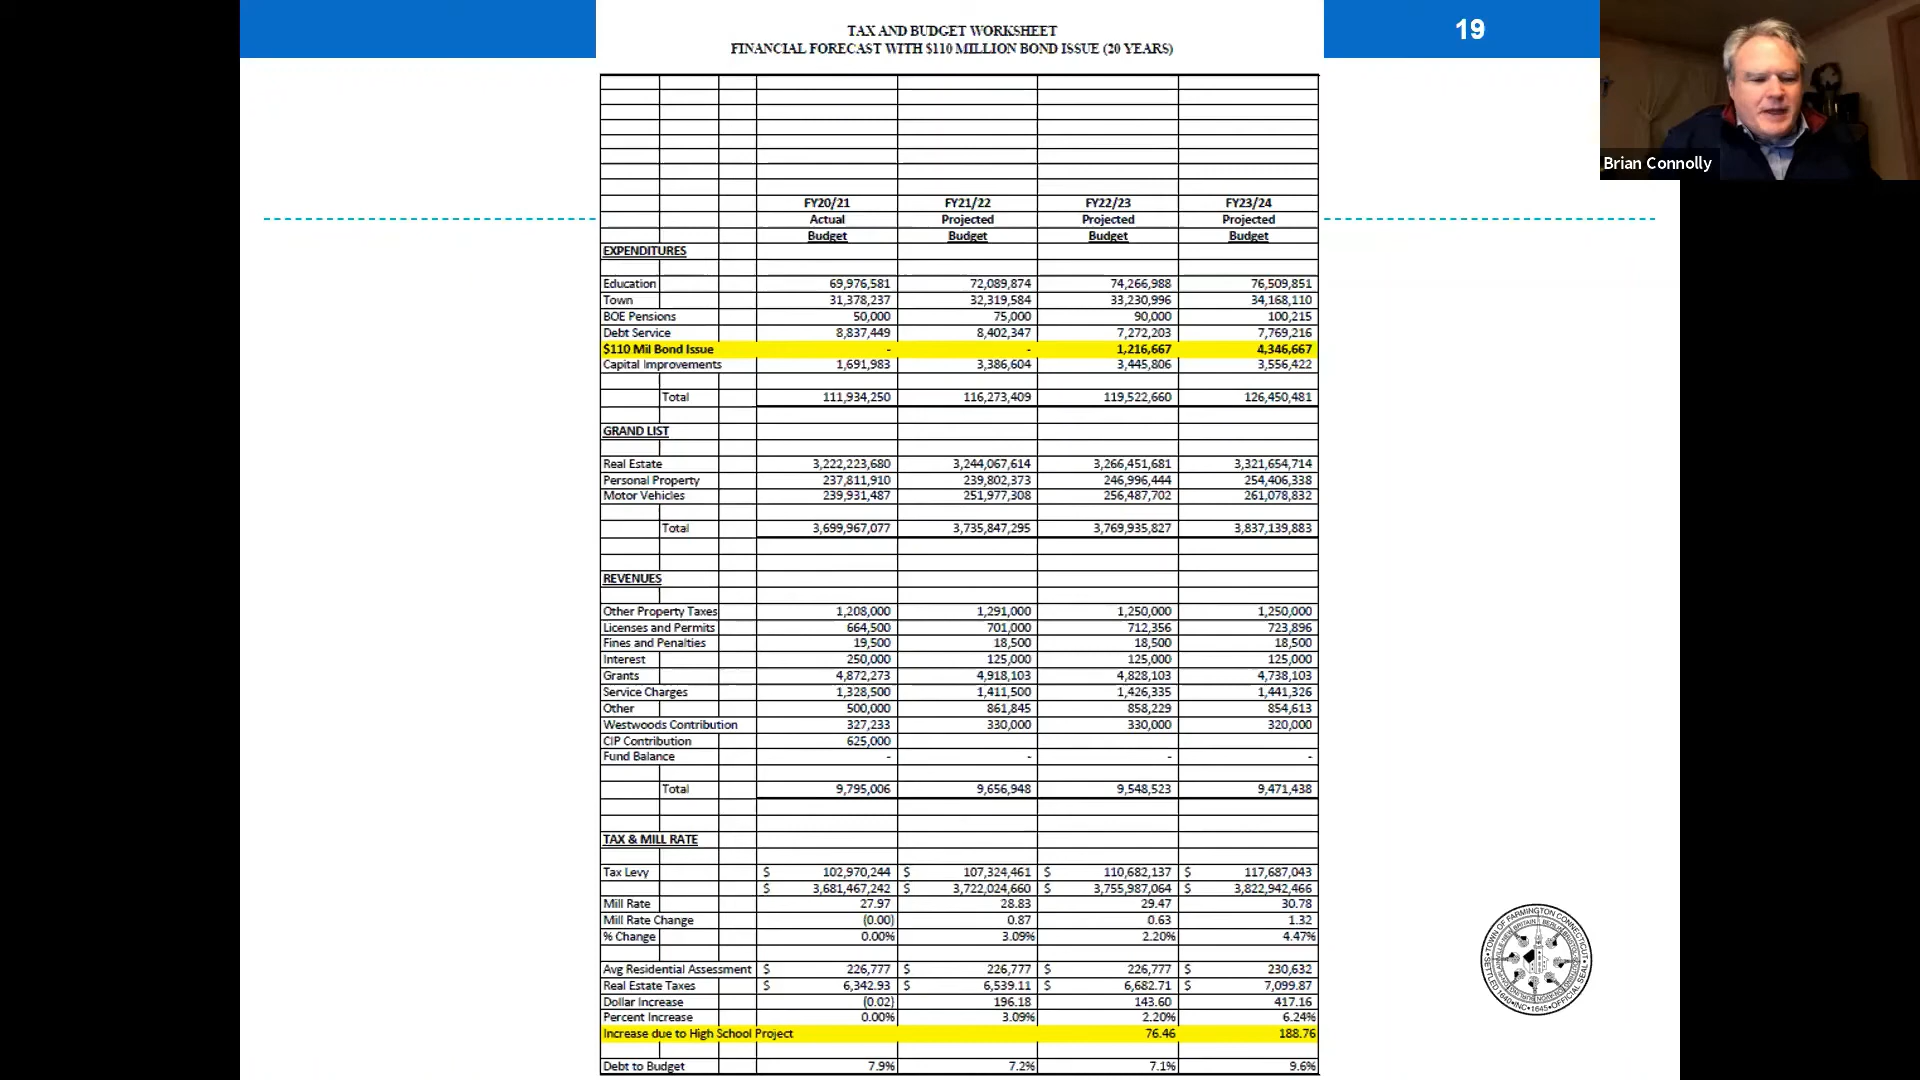 TAX AND BUDGET WORKSHEET
FINANCIAL FORECAST WITH $110 MILLION BOND ISSUE (20 YEARS)
19
Brian Connolly
FY20/21 FY21/22 FY22/23 FY23/24
Actual Projected Projected Projected
Budget Budget Budget Budget
EXPENDITURES
Education 69,976,581 72,089,874 74,266,988 76,509,851
Town 31,378,237 32,319,584 33,230,996 34,168,110
BOE Pensions 50,000 75,000 90,000 100,215
Debt Service 8,837,449 8,402,347 7,272,203 7,769,216
$110 Mil Bond Issue - - 1,216,667 4,346,667
Capital Improvements 1,691,983 3,386,604 3,445,806 3,556,422
Total 111,934,250 116,273,409 119,522,660 126,450,481
GRAND LIST
Real Estate 3,222,223,680 3,244,067,614 3,266,451,681 3,321,654,714
Personal Property 237,811,910 239,802,373 246,996,444 254,406,338
Motor Vehicles 239,931,487 251,977,308 256,487,702 261,078,832
Total 3,699,967,077 3,735,847,295 3,769,935,827 3,837,139,883
REVENUES
Other Property Taxes 1,208,000 1,291,000 1,250,000 1,250,000
Licenses and Permits 664,500 701,000 712,356 723,896
Fines and Penalties 19,500 18,500 18,500 18,500
Interest 250,000 125,000 125,000 125,000
Grants 4,872,273 4,918,103 4,828,103 4,738,103
Service Charges 1,328,500 1,411,500 1,426,335 1,441,326
Other 500,000 861,845 858,229 854,613
Westwoods Contribution 327,233 330,000 330,000 320,000
CIP Contribution 625,000
Fund Balance - - - -
Total 9,795,006 9,656,948 9,548,523 9,471,438
TAX & MILL RATE
Tax Levy $ 102,970,244 $ 107,324,461 $ 110,682,137 $ 117,687,043
$ 3,681,467,242 $ 3,722,024,660 $ 3,755,987,064 $ 3,822,942,466
Mill Rate 27.97 28.83 29.47 30.78
Mill Rate Change (0.00) 0.87 0.63 1.32
% Change 0.00% 3.09% 2.20% 4.47%
Avg Residential Assessment $ 226,777 $ 226,777 $ 226,777 $ 230,632
Real Estate Taxes $ 6,342.93 $ 6,539.11 $ 6,682.71 $ 7,099.87
Dollar Increase (0.02) 196.18 143.60 417.16
Percent Increase 0.00% 3.09% 2.20% 6.24%
Increase due to High School Project 76.46 188.76
Debt to Budget 7.9% 7.2% 7.1% 9.6%
TOWN OF FARMINGTON CONNECTICUT
SETTLED 1640 • INC • 1645 • OFFICIAL SEAL